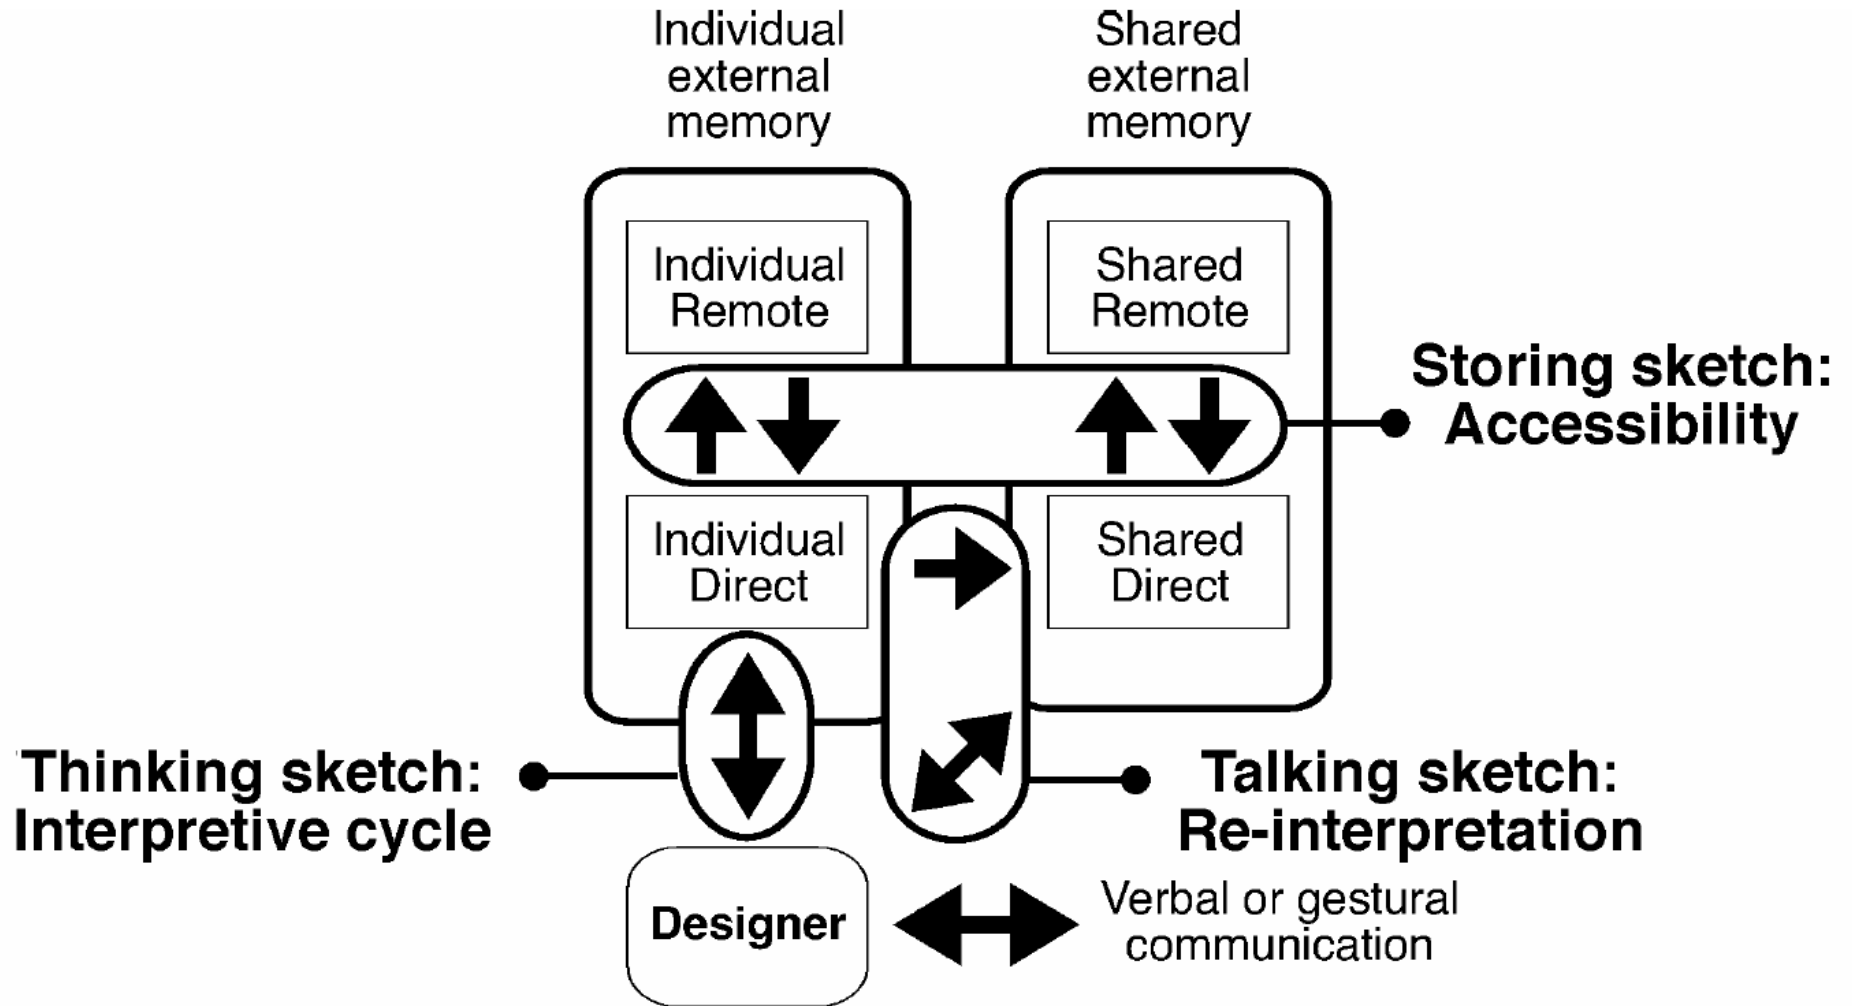 Individual
external
memory
Shared
external
memory
Individual
Remote
Shared
Remote
Storing sketch:
Accessibility
Individual
Direct
Shared
Direct
Thinking sketch:
Interpretive cycle
Talking sketch:
Re-interpretation
Designer
Verbal or gestural
communication